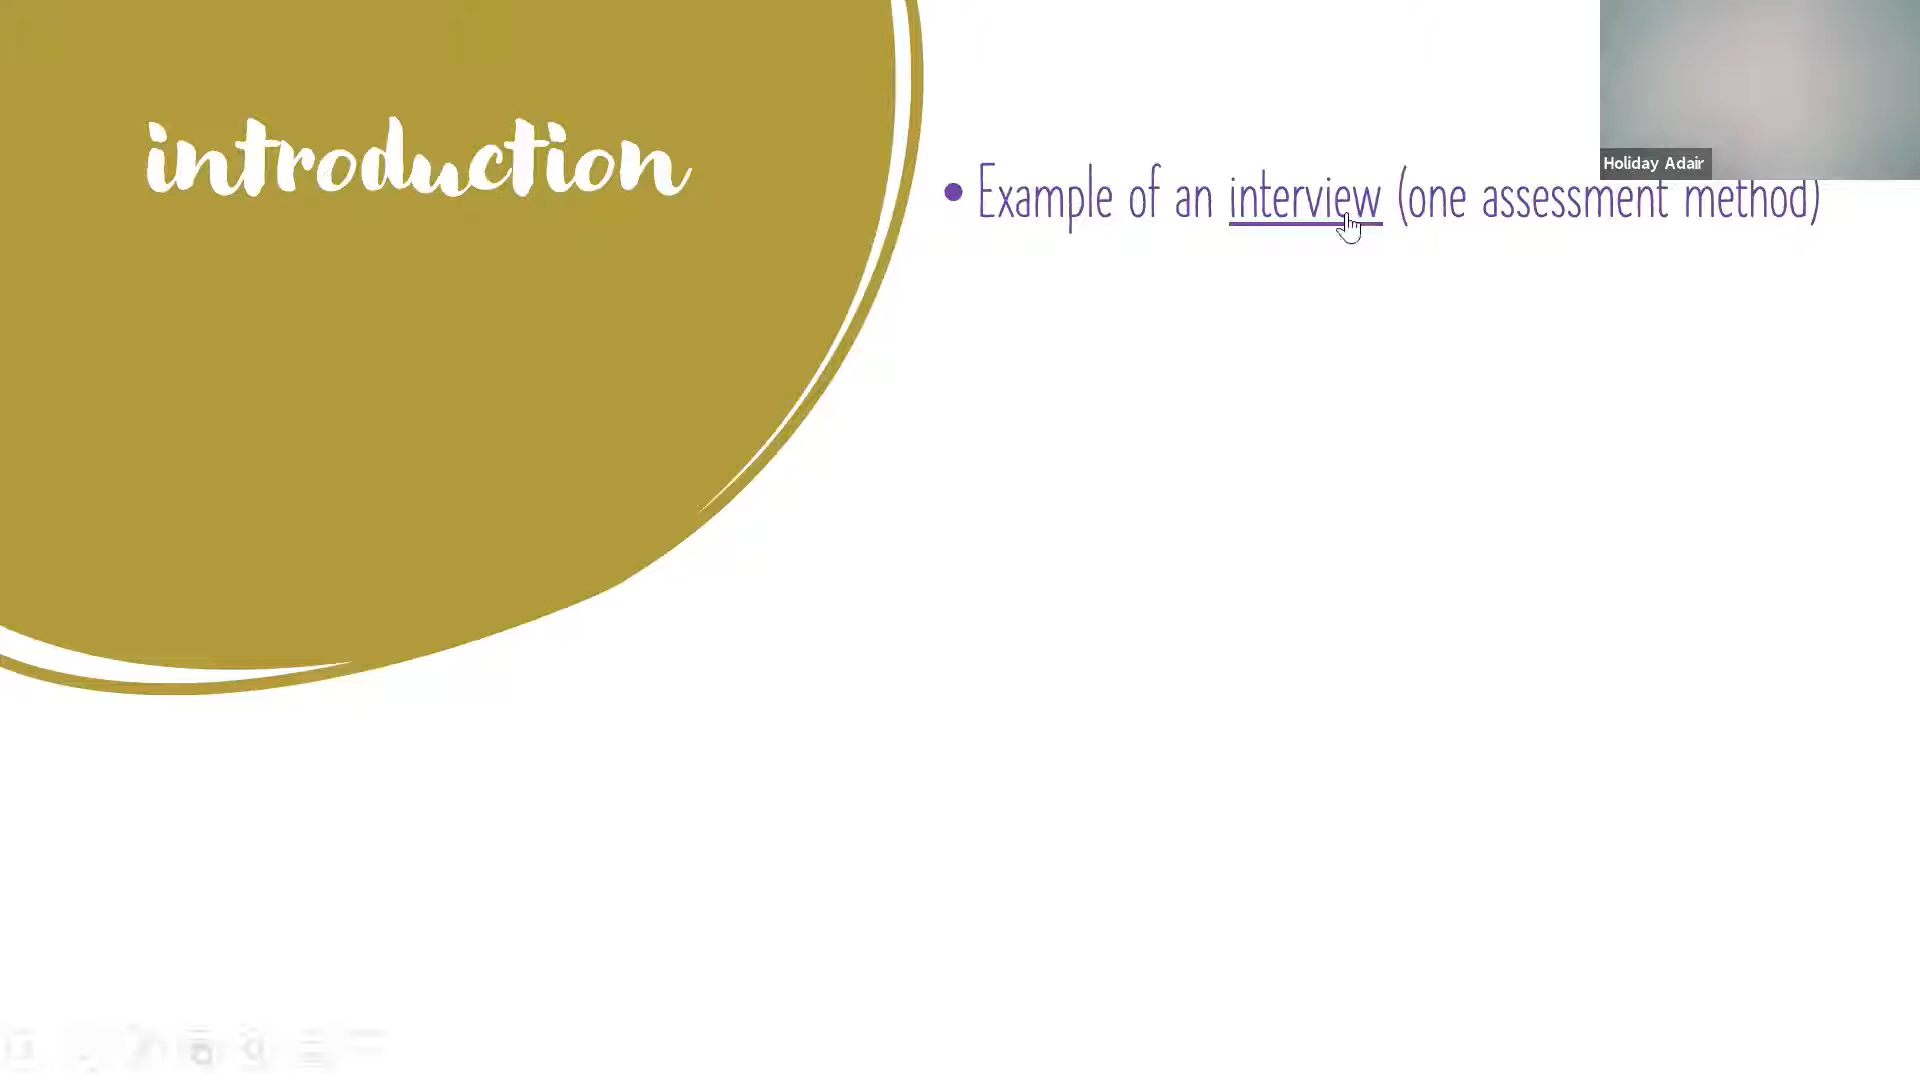 introduction
Holiday Adair
• Example of an interview (one assessment method)